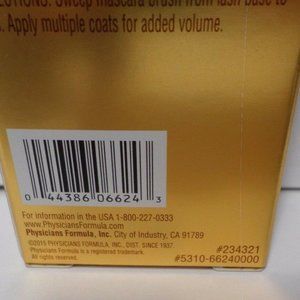 Sweep mascara brush from lash base to
Apply multiple coats for added volume.
0 44386 06624 3
For information in the USA 1-800-227-0333
www.PhysiciansFormula.com
Physicians Formula, Inc. City of Industry, CA 91789
©2015 PHYSICIANS FORMULA, INC. DIST. SINCE 1937.
Physicians Formula is a registered trademark.
All rights reserved.
#234321
#5310-66240000